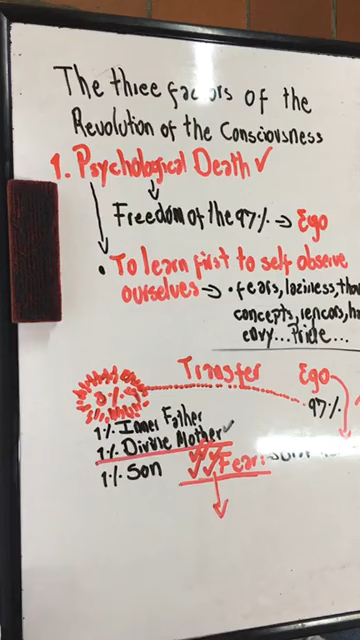 The three factors of the
Revolution of the Consciousness
1. Psychological Death ✓
Freedom of the 97% → Ego
• To learn first to self observe
ourselves → • fears, laziness,
concepts,
envy... Pride...
Transfer Ego
3%
97%
1% Inner Father
1% Divine Mother ✓
1% Son
Fear: